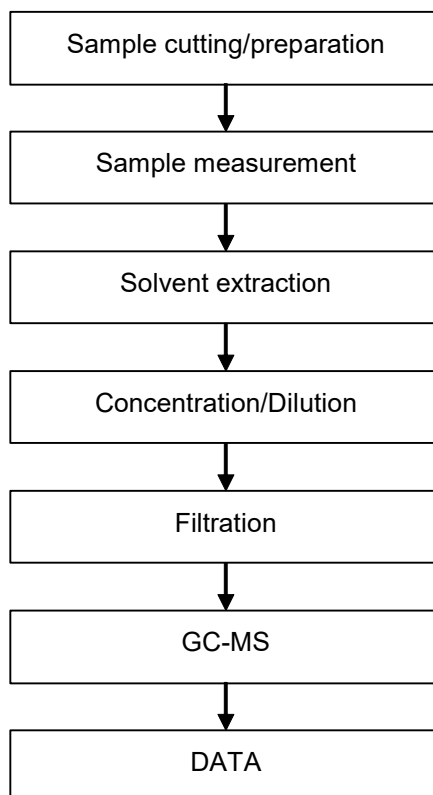 Sample cutting/preparation
Sample measurement
Solvent extraction
Concentration/Dilution
Filtration
GC-MS
DATA